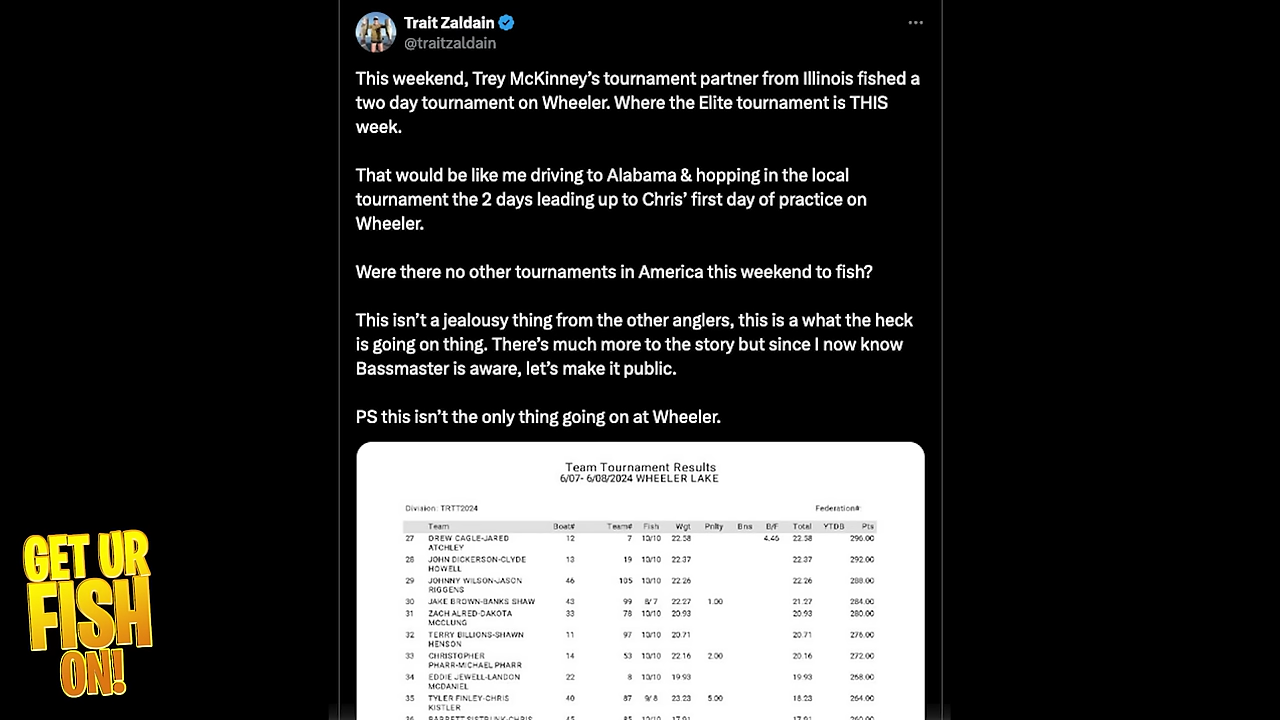 Trait Zaldain
@traitzaldain
This weekend, Trey McKinney’s tournament partner from Illinois fished a
two day tournament on Wheeler. Where the Elite tournament is THIS
week.
That would be like me driving to Alabama & hopping in the local
tournament the 2 days leading up to Chris’ first day of practice on
Wheeler.
Were there no other tournaments in America this weekend to fish?
This isn’t a jealousy thing from the other anglers, this is a what the heck
is going on thing. There’s much more to the story but since I now know
Bassmaster is aware, let’s make it public.
PS this isn’t the only thing going on at Wheeler.
Team Tournament Results
6/07- 6/08/2024 WHEELER LAKE
Division: TRTT2024 Federation#
Team Boat# Team# Fish Wgt Pnlty Bns B/F Total YTDB Pts
27 DREW CAGLE-JARED 12 7 10/10 22.58 4.46 22.58 296.00
ATCHLEY
28 JOHN DICKERSON-CLYDE 13 19 10/10 22.37 22.37 292.00
HOWELL
29 JOHNNY WILSON-JASON 46 105 10/10 22.26 22.26 288.00
RIGGENS
30 JAKE BROWN-BANKS SHAW 43 99 8/7 22.27 1.00 21.27 284.00
31 ZACH ALRED-DAKOTA 33 78 10/10 20.93 20.93 280.00
MCCLUNG
32 TERRY BILLIONS-SHAWN 11 97 10/10 20.71 20.71 276.00
HENSON
33 CHRISTOPHER 14 53 10/10 22.16 2.00 20.16 272.00
PHARR-MICHAEL PHARR
34 EDDIE JEWELL-LANDON 22 8 10/10 19.93 19.93 268.00
MCDANIEL
35 TYLER FINLEY-CHRIS 40 87 9/8 23.23 5.00 18.23 264.00
KISTLER
GET UR
FISH
ON!